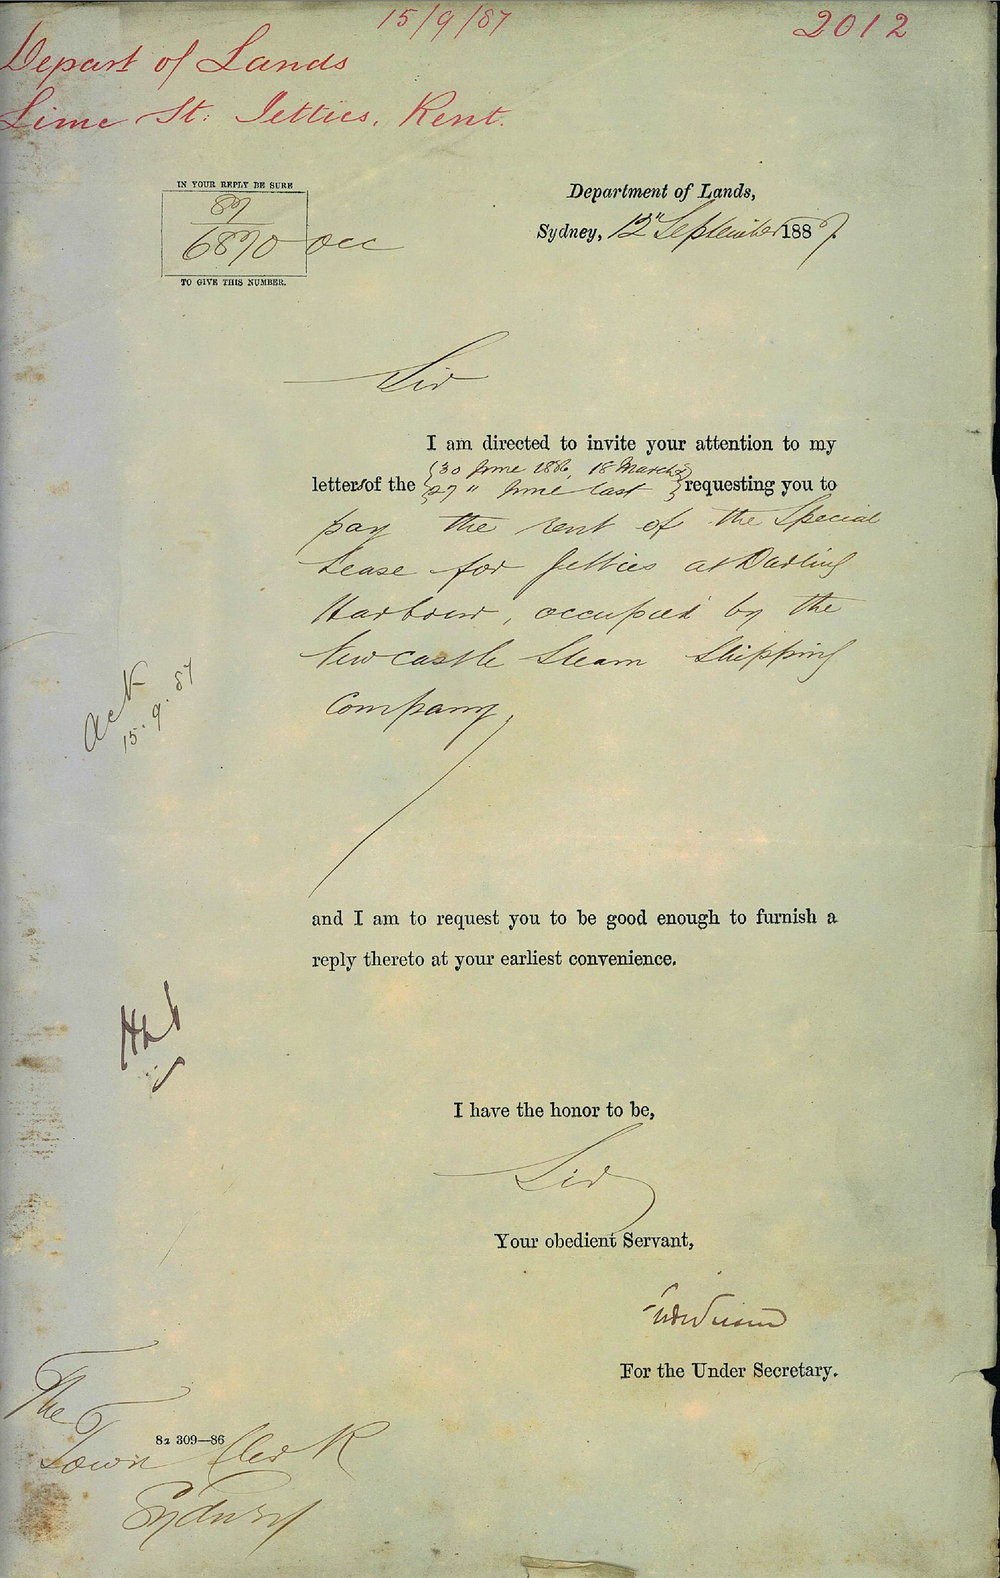 15/9/87
2012
Depart of Lands
Lime St. Jetties. Rent.
IN YOUR REPLY BE SURE
87
6870 occ
TO GIVE THIS NUMBER.
Department of Lands,
Sydney, 12" September 1887.
Sir
I am directed to invite your attention to my
letters of the {30 June 1886, 18 March &
27" June last} requesting you to
pay the rent of the Special
Lease for Jetties at Darling
Harbour, occupied by the
Newcastle Steam Shipping
Company,
Ack
15.9.87
and I am to request you to be good enough to furnish a
reply thereto at your earliest convenience.
I have the honor to be,
Sir
Your obedient Servant,
For the Under Secretary.
The
8a 309—86
Town Clerk
Sydney